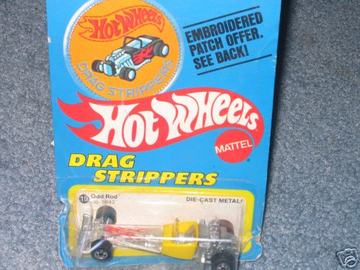 Hot Wheels
DRAG STRIPPERS
EMBROIDERED
PATCH OFFER.
SEE BACK!
Hot Wheels
MATTEL
DRAG
STRIPPERS
Odd Rod
DIE-CAST METAL!